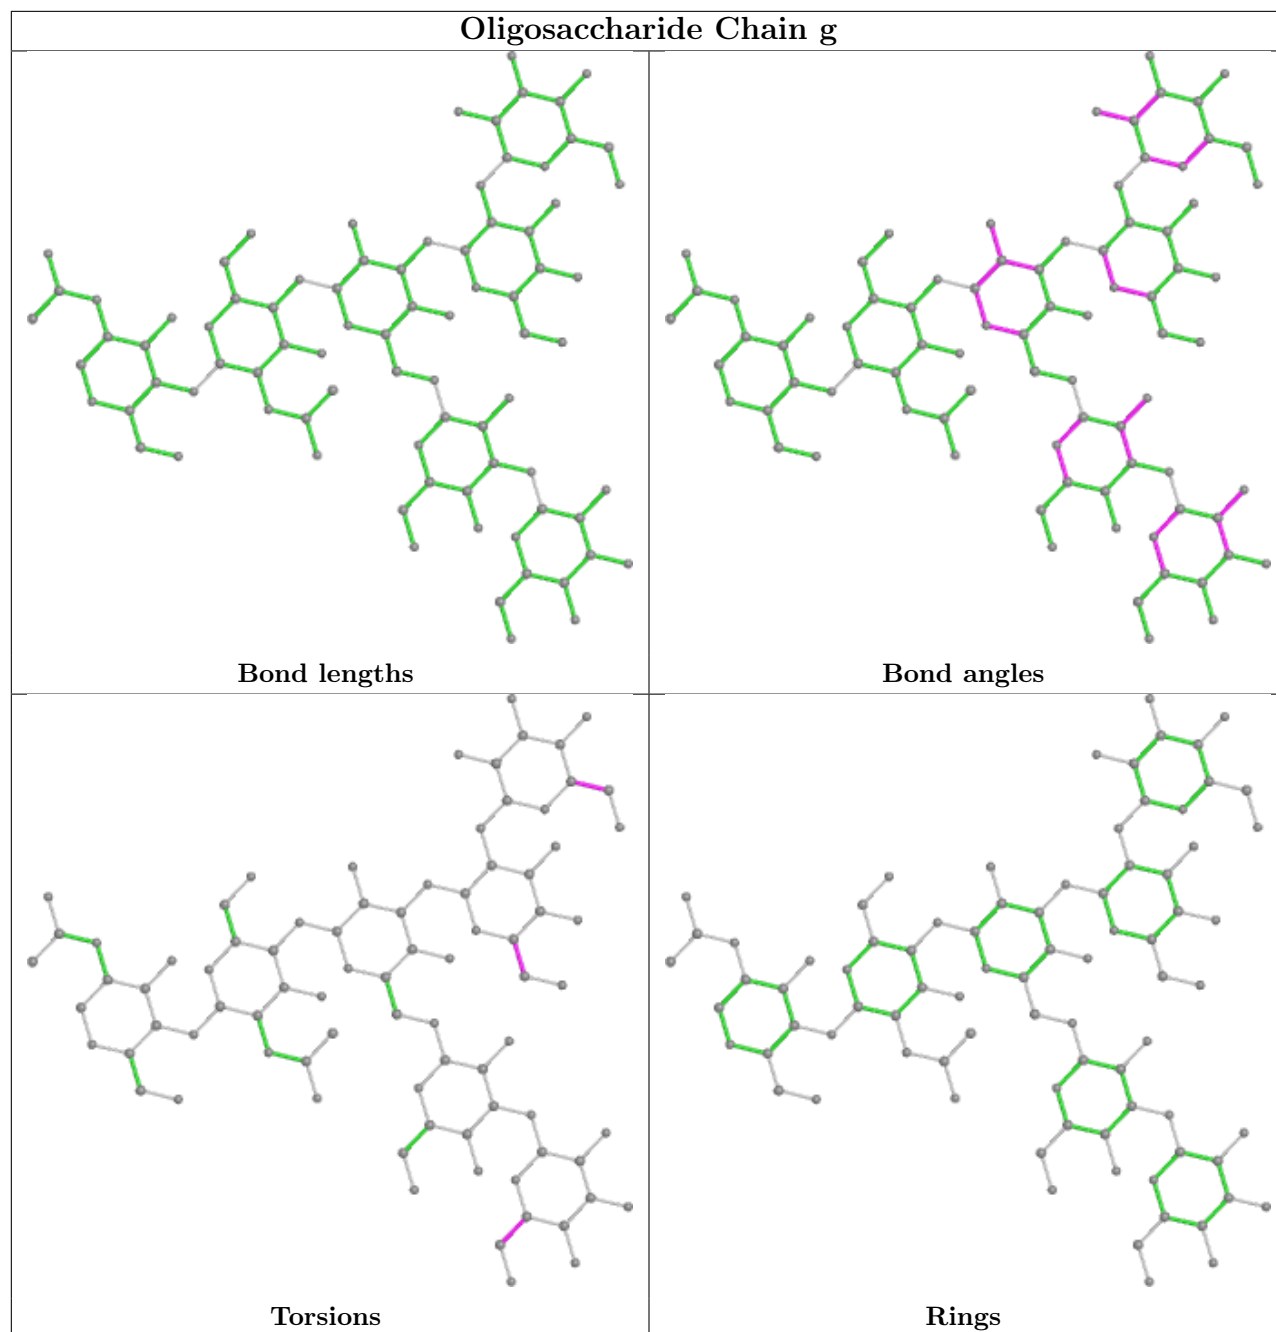 Oligosaccharide Chain g
Bond lengths
Bond angles
Torsions
Rings